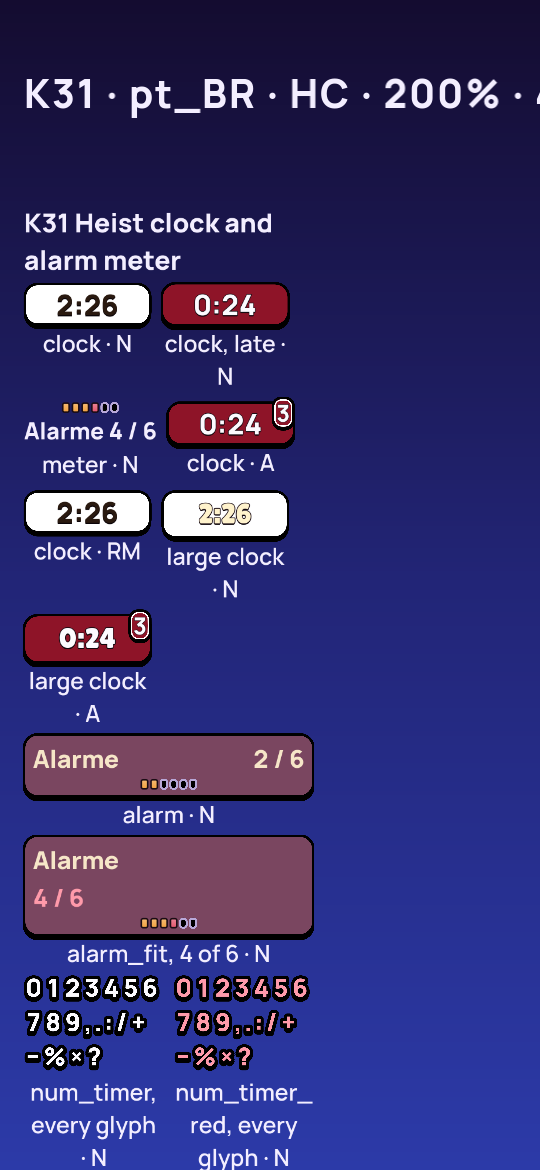 K31 · pt_BR · HC · 200% ·
K31 Heist clock and
alarm meter
2:26 0:24
clock · N clock, late ·
N
Alarme 4 / 6 0:24 3
meter · N clock · A
2:26 2:26
clock · RM large clock
· N
0:24 3
large clock
· A
Alarme 2 / 6
alarm · N
Alarme
4 / 6
alarm_fit, 4 of 6 · N
0123456 0123456
789,.:/+ 789,.:/+
−%×? −%×?
num_timer, num_timer_
every glyph red, every
· N glyph · N